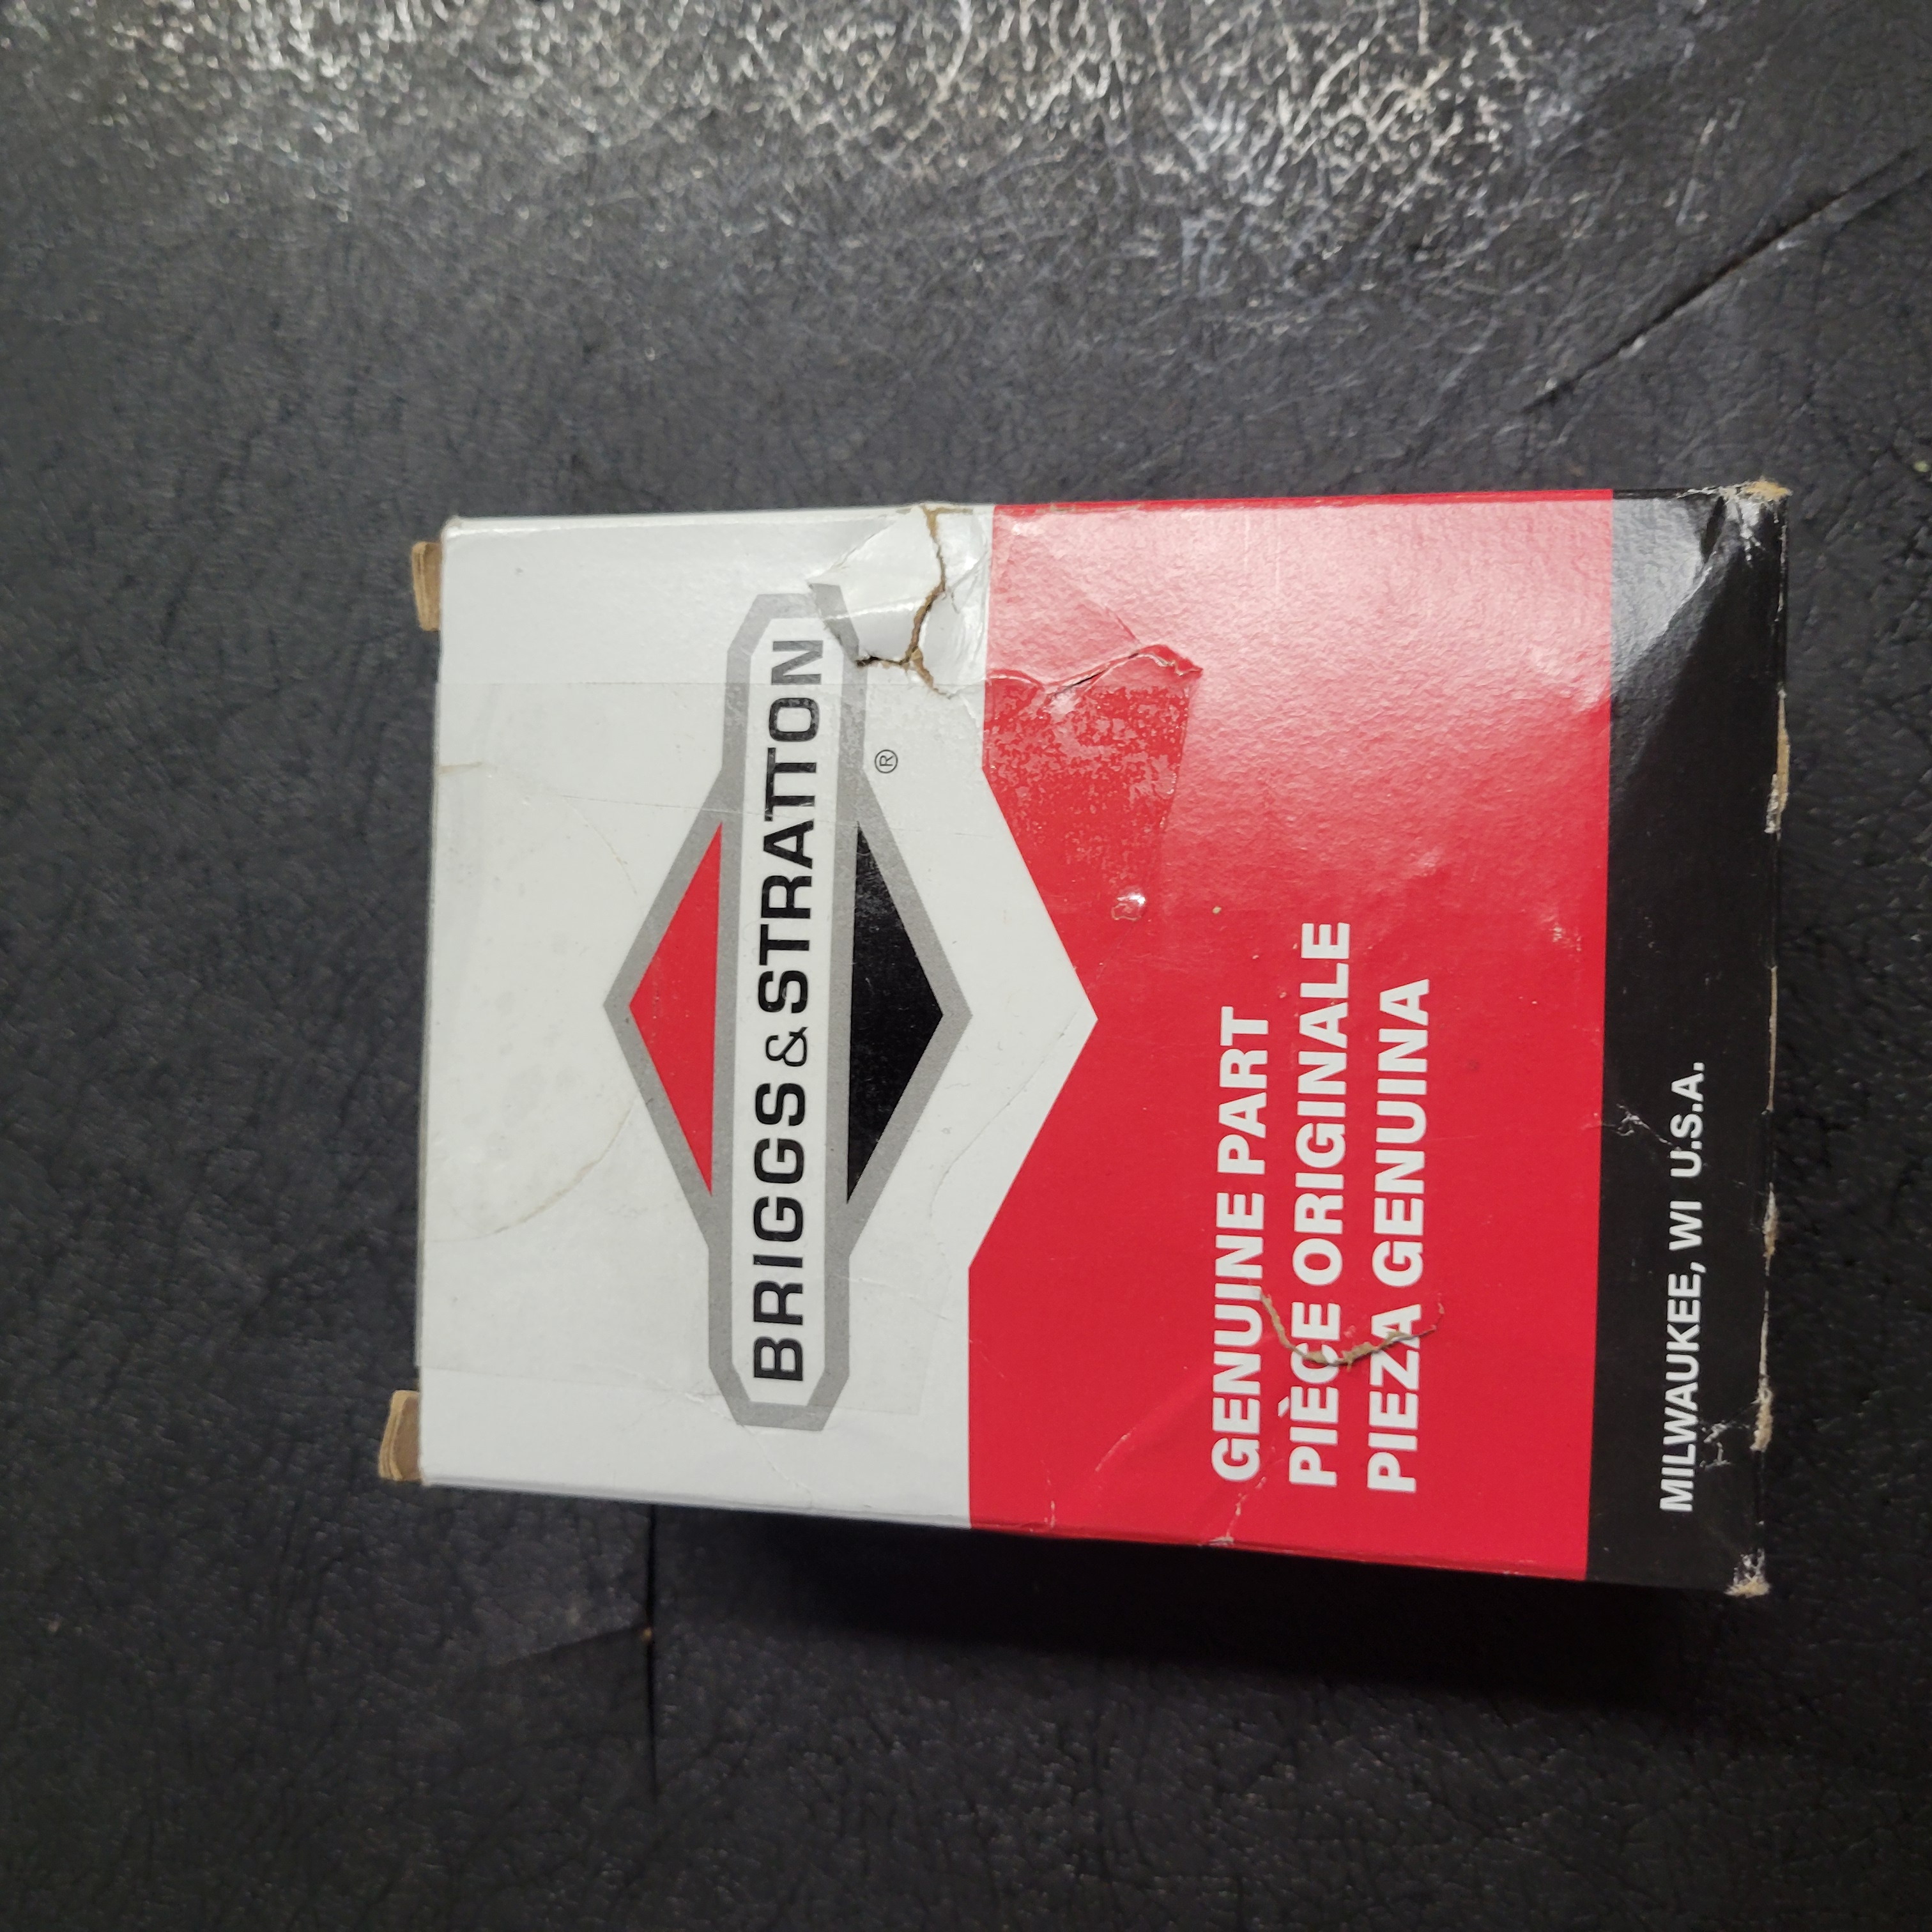 BRIGGS&STRATTON
®
GENUINE PART
PIÈCE ORIGINALE
PIEZA GENUINA
MILWAUKEE, WI U.S.A.